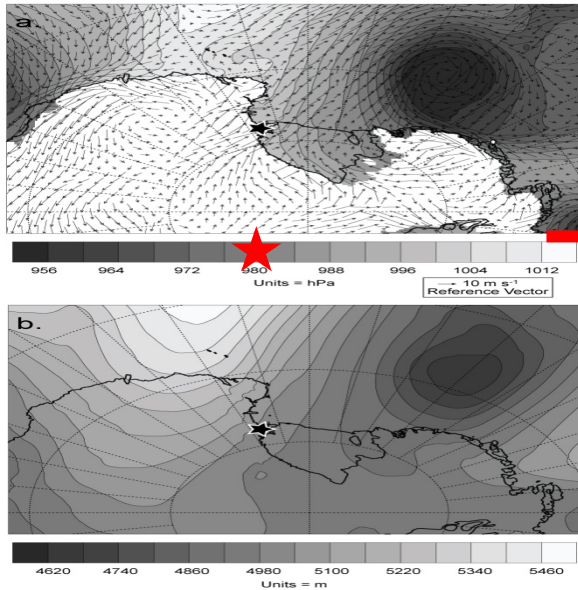 a.
956 964 972 980 988 996 1004 1012
Units = hPa
10 m s⁻¹
Reference Vector
b.
4620 4740 4860 4980 5100 5220 5340 5460
Units = m